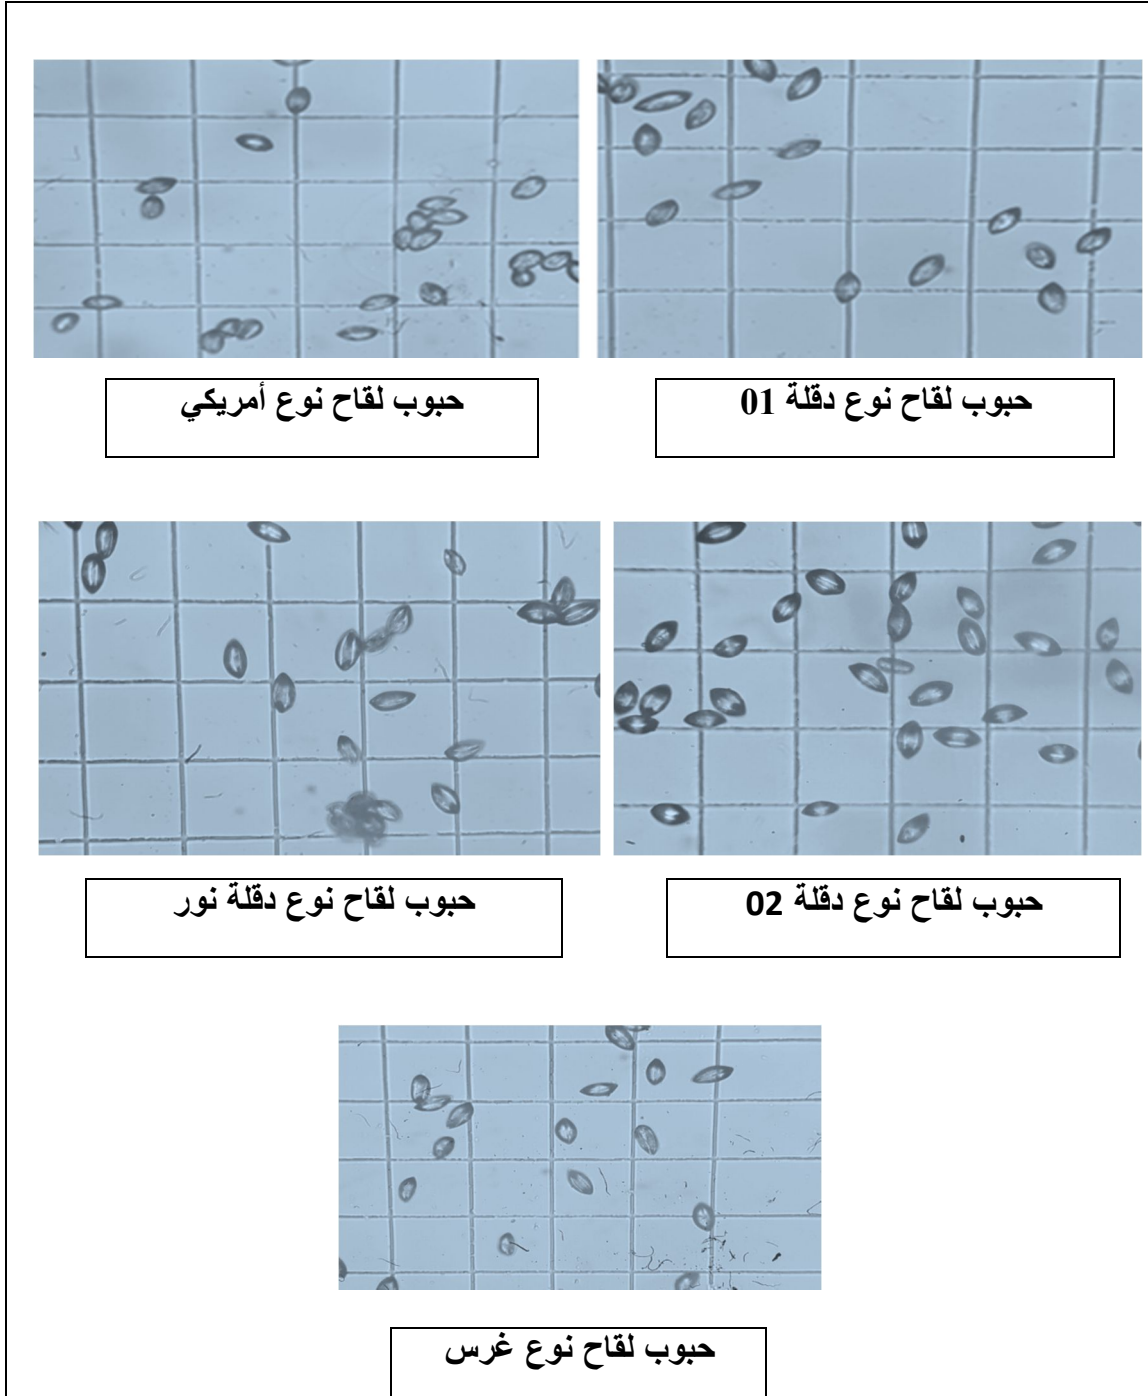 حبوب لقاح نوع دقلة 01
حبوب لقاح نوع أمريكي
حبوب لقاح نوع دقلة 02
حبوب لقاح نوع دقلة نور
حبوب لقاح نوع غرس